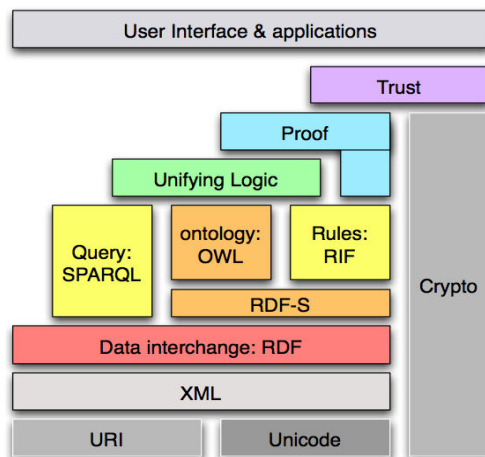 User Interface & applications
Trust
Proof
Unifying Logic
Query:
SPARQL
ontology:
OWL
Rules:
RIF
Crypto
RDF-S
Data interchange: RDF
XML
URI
Unicode